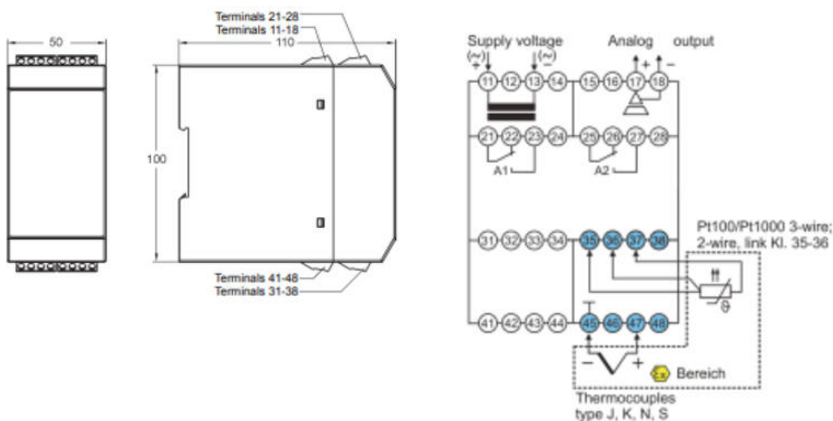 Terminals 21-28
Terminals 11-18
50
110
100
Terminals 41-48
Terminals 31-38
Supply voltage
Analog output
(~) (~)
+ -
+ -
11 12 13 14 15 16 17 18
21 22 23 24 25 26 27 28
A1 A2
31 32 33 34 35 36 37 38
Pt100/Pt1000 3-wire;
2-wire, link Kl. 35-36
ϑ
41 42 43 44 45 46 47 48
- +
Ex Bereich
Thermocouples
type J, K, N, S